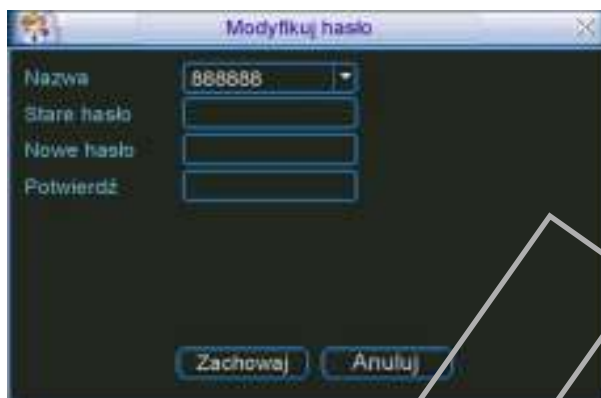 Modyfikuj hasło
Nazwa 888888
Stare hasło
Nowe hasło
Potwierdź
Zachowaj Anuluj